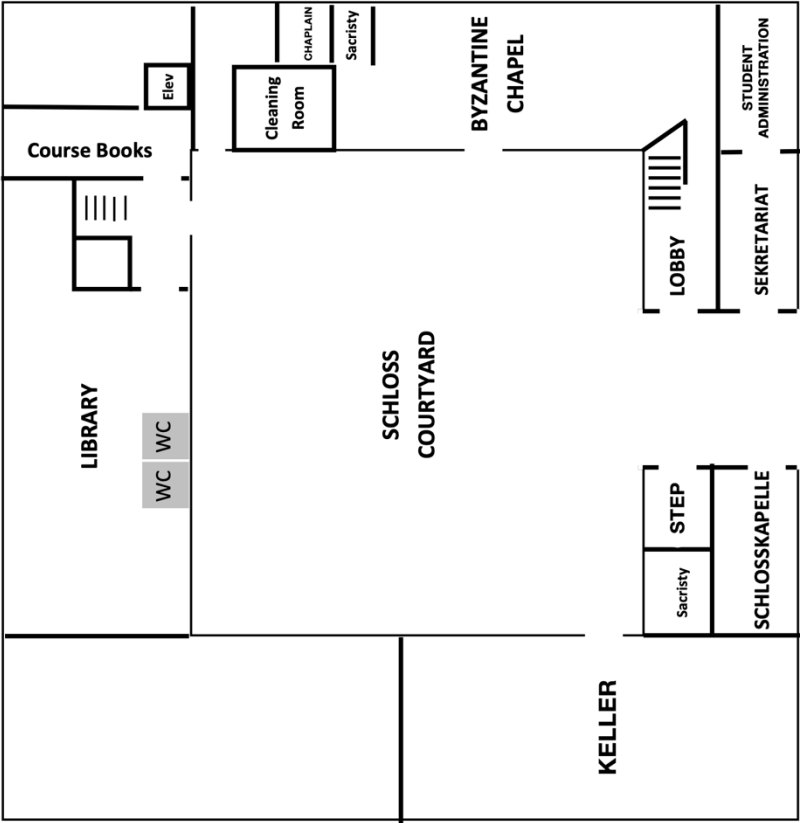 CHAPLAIN
Sacristy
BYZANTINE
CHAPEL
STUDENT
ADMINISTRATION
Elev
Cleaning
Room
Course Books
LOBBY
SEKRETARIAT
SCHLOSS
COURTYARD
LIBRARY
WC
WC
STEP
SCHLOSSKAPELLE
Sacristy
KELLER